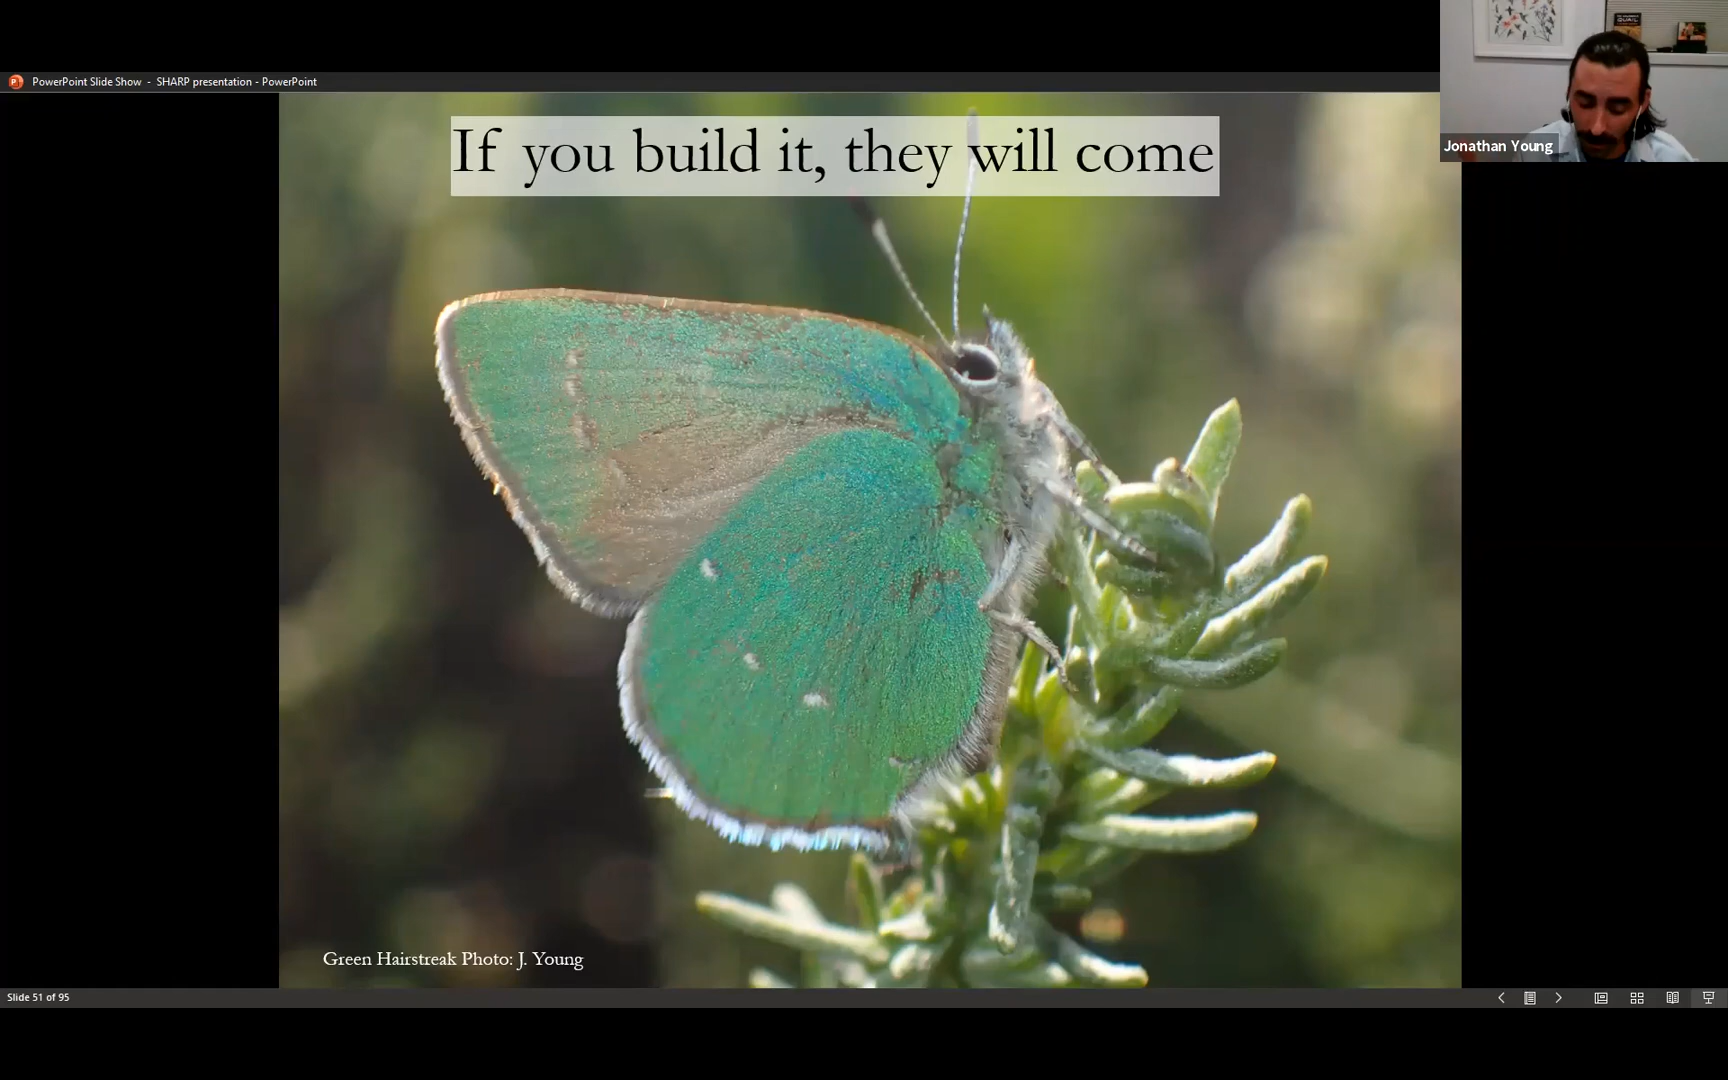 PowerPoint Slide Show - SHARP presentation - PowerPoint
If you build it, they will come
Jonathan Young
Green Hairstreak Photo: J. Young
Slide 51 of 95